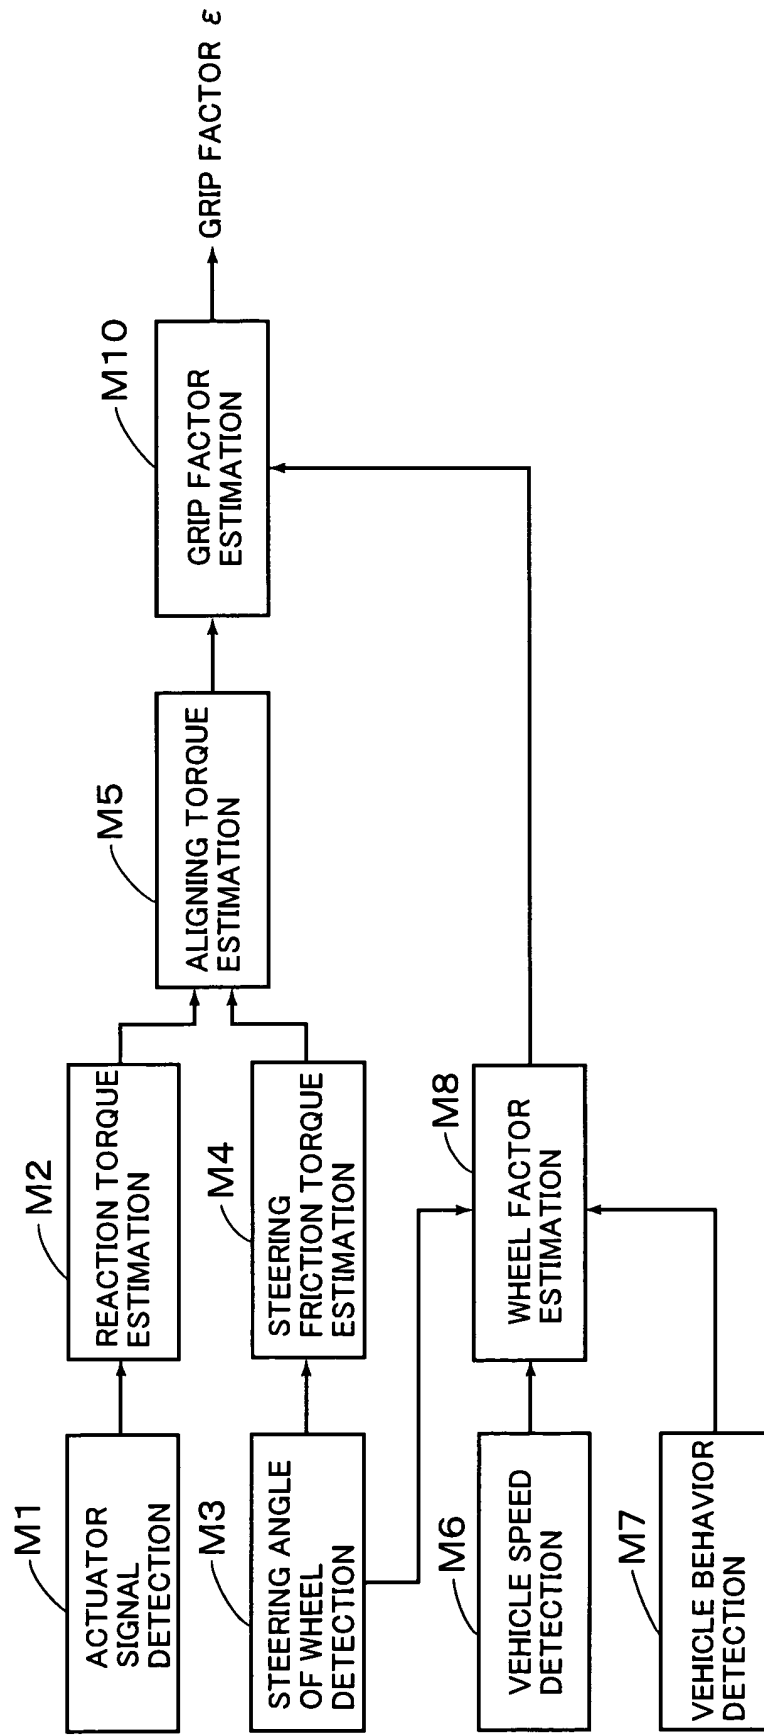 M1
ACTUATOR
SIGNAL
DETECTION
M2
REACTION TORQUE
ESTIMATION
M3
STEERING ANGLE
OF WHEEL
DETECTION
M4
STEERING
FRICTION TORQUE
ESTIMATION
M5
ALIGNING TORQUE
ESTIMATION
M10
GRIP FACTOR
ESTIMATION
GRIP FACTOR ε
M6
VEHICLE SPEED
DETECTION
M7
VEHICLE BEHAVIOR
DETECTION
M8
WHEEL FACTOR
ESTIMATION